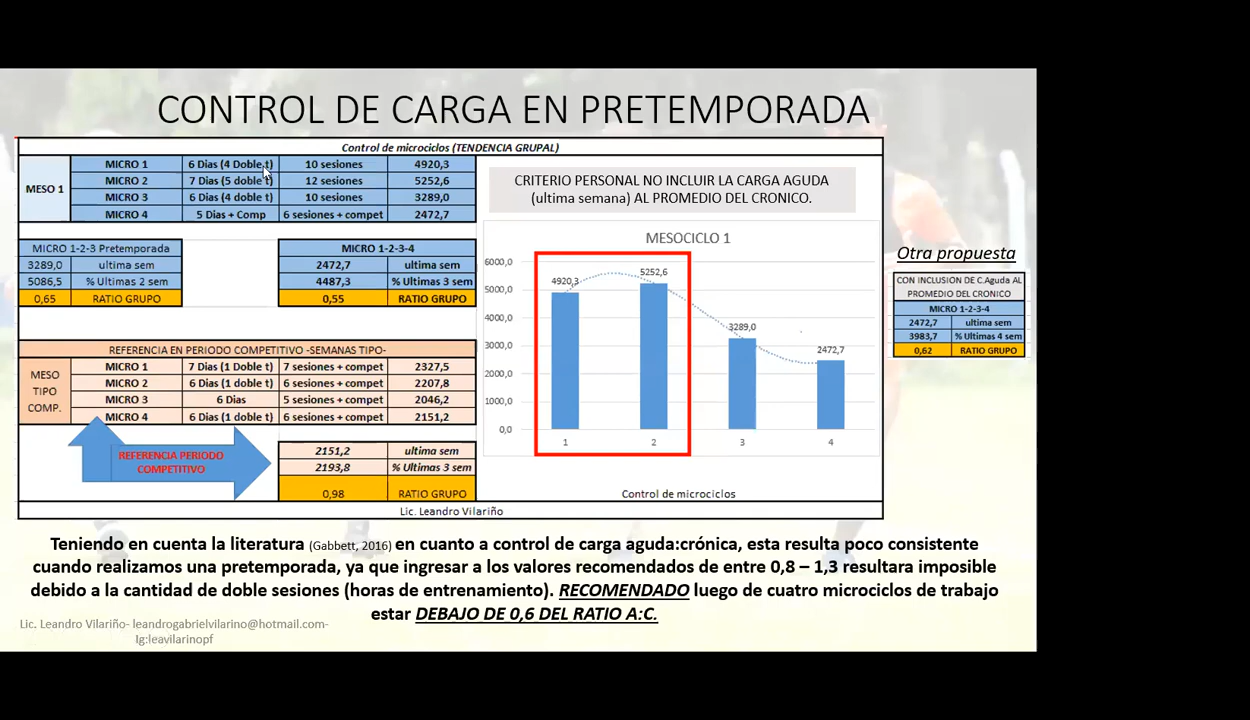 CONTROL DE CARGA EN PRETEMPORADA
Control de microciclos (TENDENCIA GRUPAL)
MESO 1
MICRO 1 6 Dias (4 Doble t) 10 sesiones 4920,3
MICRO 2 7 Dias (5 doble t) 12 sesiones 5252,6
MICRO 3 6 Dias (4 doble t) 10 sesiones 3289,0
MICRO 4 5 Dias + Comp 6 sesiones + compet 2472,7
MICRO 1-2-3 Pretemporada
3289,0 ultima sem
5086,5 % Ultimas 2 sem
0,65 RATIO GRUPO
MICRO 1-2-3-4
2472,7 ultima sem
4487,3 % Ultimas 3 sem
0,55 RATIO GRUPO
REFERENCIA EN PERIODO COMPETITIVO -SEMANAS TIPO-
MESO
TIPO
COMP.
MICRO 1 7 Dias (1 Doble t) 7 sesiones + compet 2327,5
MICRO 2 6 Dias (1 doble t) 6 sesiones + compet 2207,8
MICRO 3 6 Dias 5 sesiones + compet 2046,2
MICRO 4 6 Dias (1 doble t) 6 sesiones + compet 2151,2
REFERENCIA PERIODO
COMPETITIVO
2151,2 ultima sem
2193,8 % Ultimas 3 sem
0,98 RATIO GRUPO
CRITERIO PERSONAL NO INCLUIR LA CARGA AGUDA
(ultima semana) AL PROMEDIO DEL CRONICO.
MESOCICLO 1
6000,0
5000,0
4000,0
3000,0
2000,0
1000,0
0,0
4920,3
5252,6
3289,0
2472,7
1 2 3 4
Control de microciclos
Lic. Leandro Vilariño
Otra propuesta
CON INCLUSION DE C.Aguda AL
PROMEDIO DEL CRONICO
MICRO 1-2-3-4
2472,7 ultima sem
3983,7 % Ultimas 4 sem
0,62 RATIO GRUPO
Teniendo en cuenta la literatura (Gabbett, 2016) en cuanto a control de carga aguda:crónica, esta resulta poco consistente
cuando realizamos una pretemporada, ya que ingresar a los valores recomendados de entre 0,8 – 1,3 resultara imposible
debido a la cantidad de doble sesiones (horas de entrenamiento). RECOMENDADO luego de cuatro microciclos de trabajo
estar DEBAJO DE 0,6 DEL RATIO A:C.
Lic. Leandro Vilariño- leandrogabrielvilarino@hotmail.com-
Ig:leavilarinopf